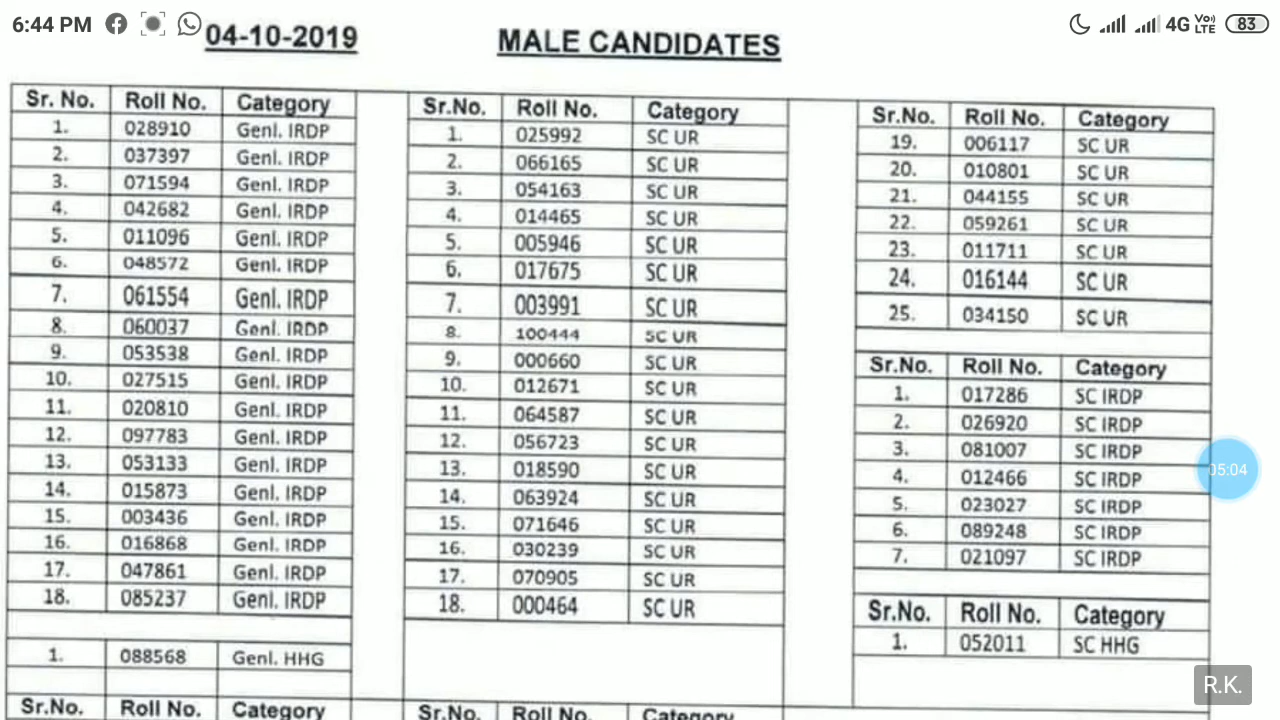 6:44 PM 4G Vo)) LTE 83
04-10-2019 MALE CANDIDATES
Sr. No. Roll No. Category
1. 028910 Genl. IRDP
2. 037397 Genl. IRDP
3. 071594 Genl. IRDP
4. 042682 Genl. IRDP
5. 011096 Genl. IRDP
6. 048572 Genl. IRDP
7. 061554 Genl. IRDP
8. 060037 Genl. IRDP
9. 053538 Genl. IRDP
10. 027515 Genl. IRDP
11. 020810 Genl. IRDP
12. 097783 Genl. IRDP
13. 053133 Genl. IRDP
14. 015873 Genl. IRDP
15. 003436 Genl. IRDP
16. 016868 Genl. IRDP
17. 047861 Genl. IRDP
18. 085237 Genl. IRDP
1. 088568 Genl. HHG
Sr.No. Roll No. Category
Sr.No. Roll No. Category
1. 025992 SC UR
2. 066165 SC UR
3. 054163 SC UR
4. 014465 SC UR
5. 005946 SC UR
6. 017675 SC UR
7. 003991 SC UR
8. 100444 SC UR
9. 000660 SC UR
10. 012671 SC UR
11. 064587 SC UR
12. 056723 SC UR
13. 018590 SC UR
14. 063924 SC UR
15. 071646 SC UR
16. 030239 SC UR
17. 070905 SC UR
18. 000464 SC UR
Sr.No. Roll No. Category
Sr.No. Roll No. Category
19. 006117 SC UR
20. 010801 SC UR
21. 044155 SC UR
22. 059261 SC UR
23. 011711 SC UR
24. 016144 SC UR
25. 034150 SC UR
Sr.No. Roll No. Category
1. 017286 SC IRDP
2. 026920 SC IRDP
3. 081007 SC IRDP
4. 012466 SC IRDP
5. 023027 SC IRDP
6. 089248 SC IRDP
7. 021097 SC IRDP
Sr.No. Roll No. Category
1. 052011 SC HHG
05:04
R.K.